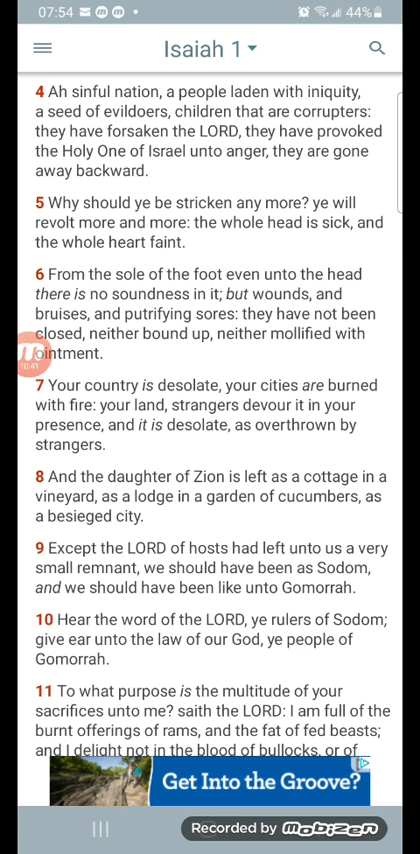 07:54 44%
Isaiah 1
4 Ah sinful nation, a people laden with iniquity,
a seed of evildoers, children that are corrupters:
they have forsaken the LORD, they have provoked
the Holy One of Israel unto anger, they are gone
away backward.
5 Why should ye be stricken any more? ye will
revolt more and more: the whole head is sick, and
the whole heart faint.
6 From the sole of the foot even unto the head
there is no soundness in it; but wounds, and
bruises, and putrifying sores: they have not been
closed, neither bound up, neither mollified with
ointment.
10:41
7 Your country is desolate, your cities are burned
with fire: your land, strangers devour it in your
presence, and it is desolate, as overthrown by
strangers.
8 And the daughter of Zion is left as a cottage in a
vineyard, as a lodge in a garden of cucumbers, as
a besieged city.
9 Except the LORD of hosts had left unto us a very
small remnant, we should have been as Sodom,
and we should have been like unto Gomorrah.
10 Hear the word of the LORD, ye rulers of Sodom;
give ear unto the law of our God, ye people of
Gomorrah.
11 To what purpose is the multitude of your
sacrifices unto me? saith the LORD: I am full of the
burnt offerings of rams, and the fat of fed beasts;
and I delight not in the blood of bullocks, or of
Get Into the Groove?
Recorded by mobizen